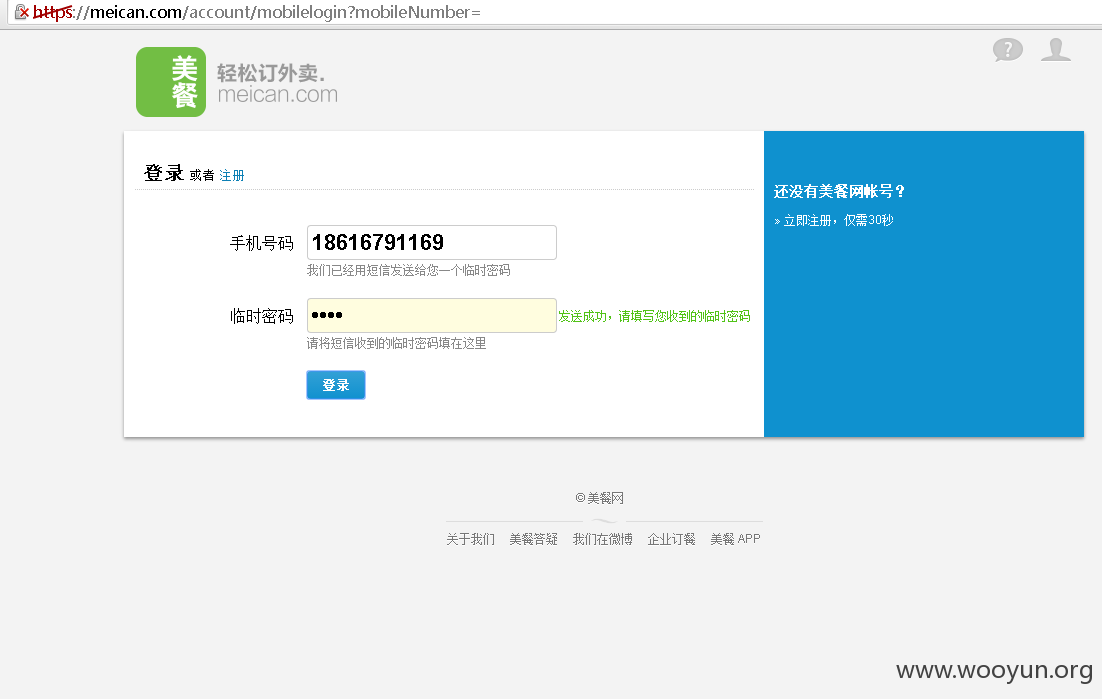 https://meican.com/account/mobilelogin?mobileNumber=
美餐
轻松订外卖.
meican.com
?
登录 或者 注册
手机号码 18616791169
我们已经用短信发送给您一个临时密码
临时密码 •••• 发送成功，请填写您收到的临时密码
请将短信收到的临时密码填在这里
登录
还没有美餐网帐号？
» 立即注册，仅需30秒
© 美餐网
关于我们 美餐答疑 我们在微博 企业订餐 美餐 APP
www.wooyun.org